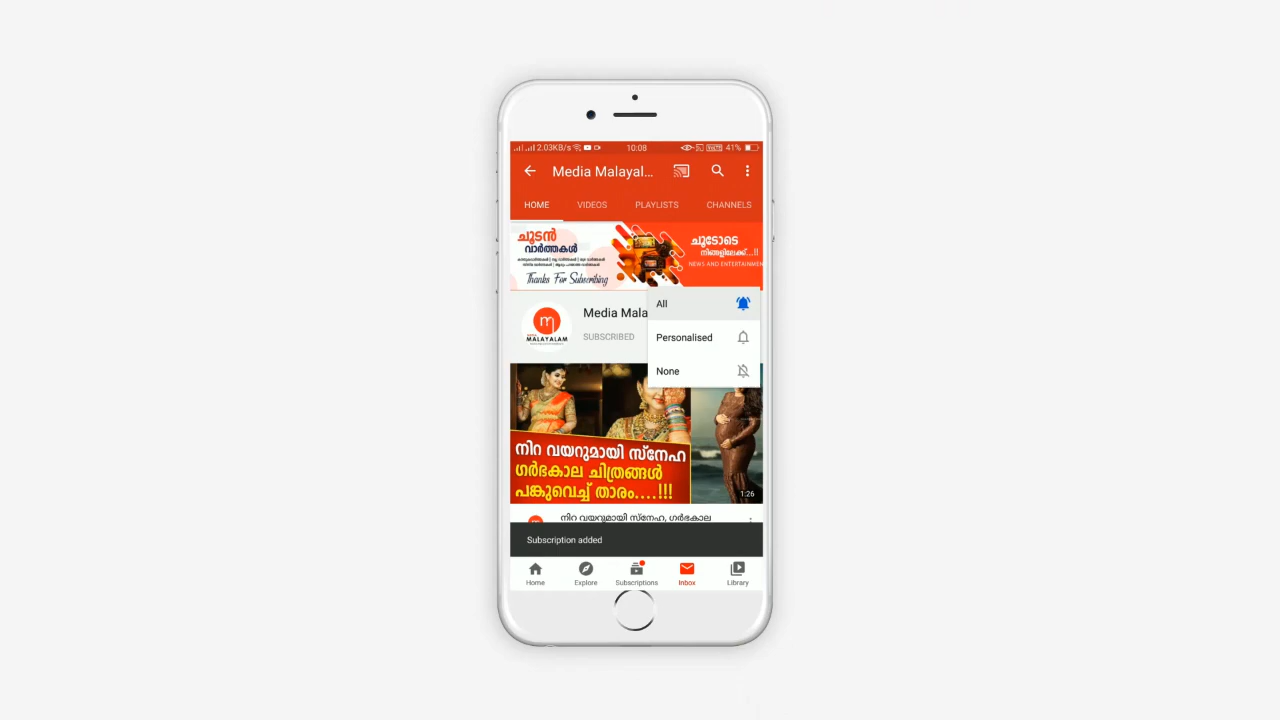 2.03KB/s 10:08 41%
Media Malayal...
HOME VIDEOS PLAYLISTS CHANNELS
ചൂടൻ
വാർത്തകൾ
Thanks For Subscribing
ചൂടോടെ
നിങ്ങളിലേക്ക്...!!
NEWS AND ENTERTAINMEN
All
Media Mala
MALAYALAM
SUBSCRIBED
Personalised
None
നിറ വയറുമായി സ്നേഹ
ഗർഭകാല ചിത്രങ്ങൾ
പങ്കുവെച്ച് താരം....!!!
1:26
നിറ വയറുമായി സ്നേഹ, ഗർഭകാല
Subscription added
Home Explore Subscriptions Inbox Library